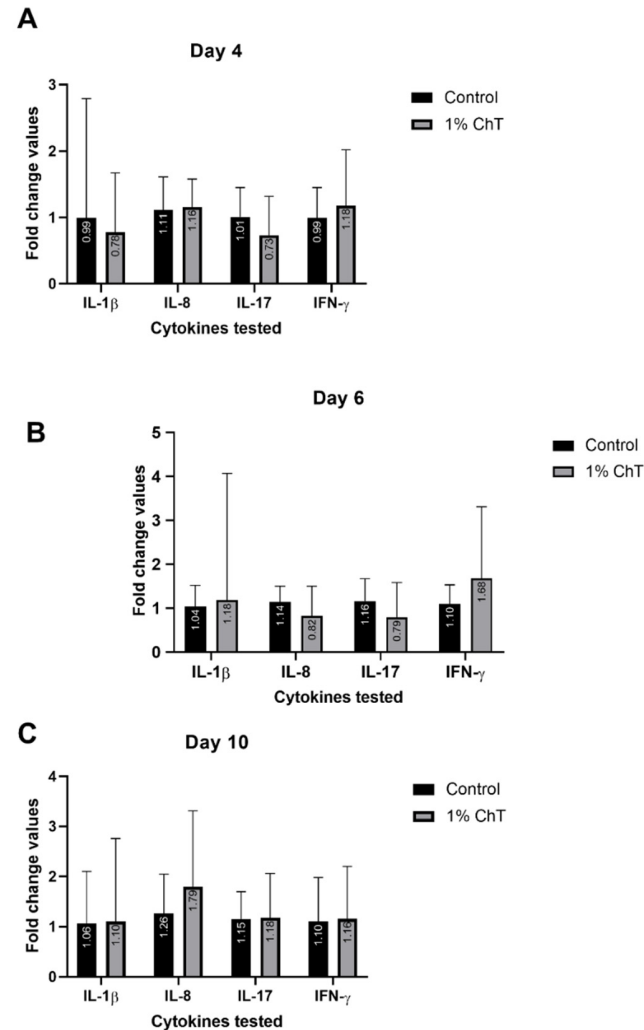 A
Day 4
Control
1% ChT
Fold change values
3
2
1
0
0.99
0.78
1.11
1.16
1.01
0.73
0.99
1.18
IL-1β
IL-8
IL-17
IFN-γ
Cytokines tested
B
Day 6
Control
1% ChT
Fold change values
5
4
3
2
1
0
1.04
1.18
1.14
0.82
1.16
0.79
1.10
1.68
IL-1β
IL-8
IL-17
IFN-γ
Cytokines tested
C
Day 10
Control
1% ChT
Fold change values
4
3
2
1
0
1.06
1.10
1.26
1.79
1.15
1.18
1.10
1.16
IL-1β
IL-8
IL-17
IFN-γ
Cytokines tested